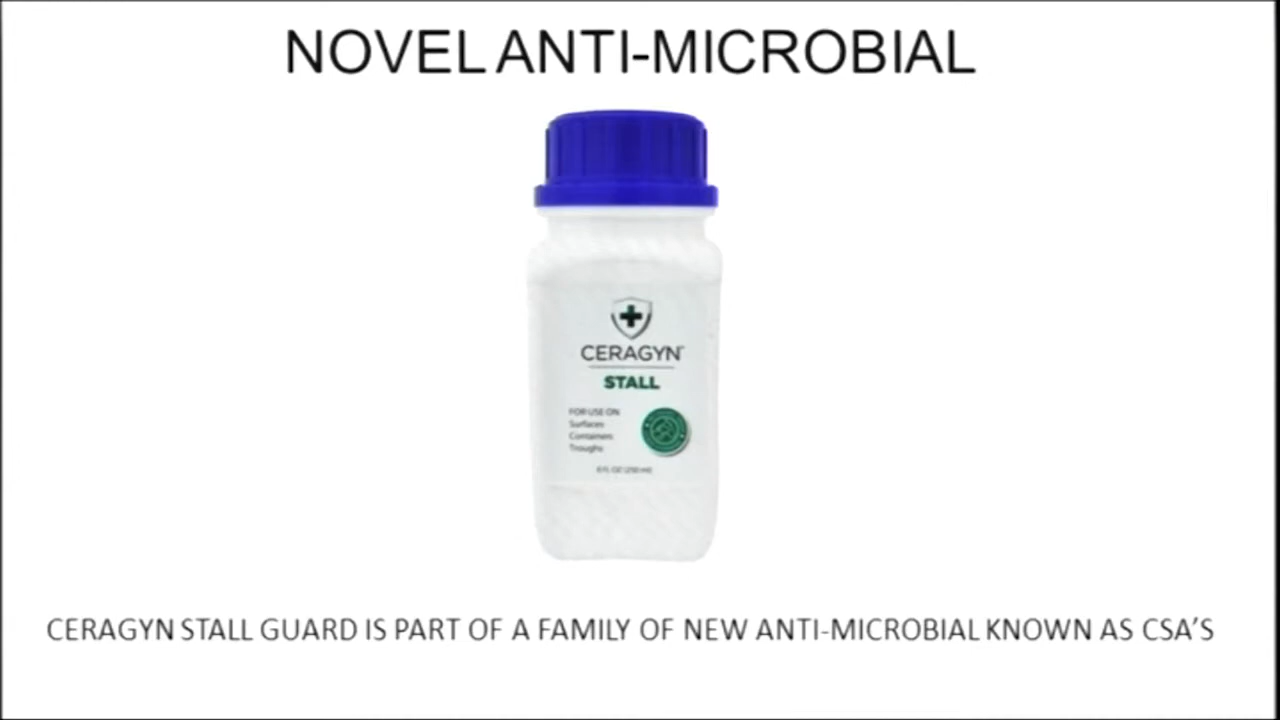 NOVEL ANTI-MICROBIAL
CERAGYN
STALL
FOR USE ON
Surfaces
Containers
Troughs
CERAGYN STALL GUARD IS PART OF A FAMILY OF NEW ANTI-MICROBIAL KNOWN AS CSA'S